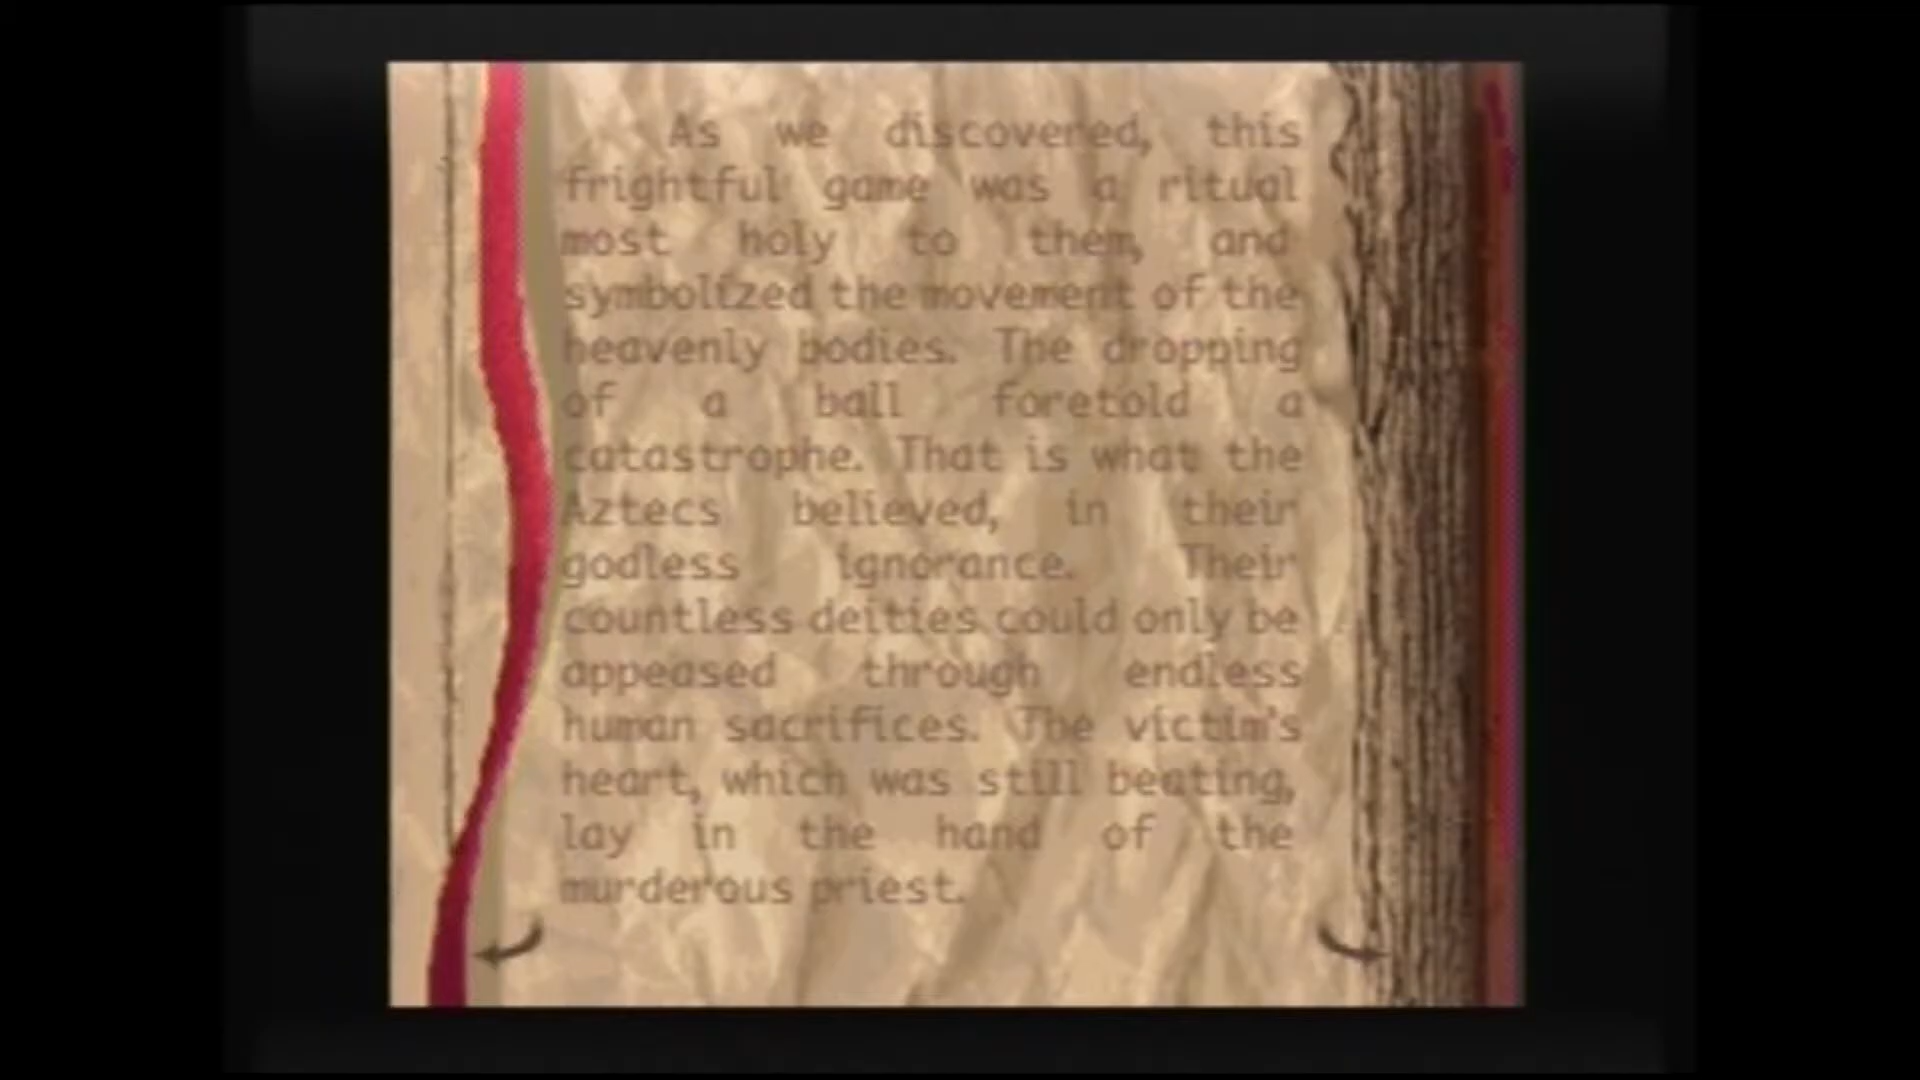 As we discovered, this
frightful game was a ritual
most holy to them, and
symbolized the movement of the
heavenly bodies. The dropping
of a ball foretold a
catastrophe. That is what the
Aztecs believed, in their
godless ignorance. Their
countless deities could only be
appeased through endless
human sacrifices. The victim's
heart, which was still beating,
lay in the hand of the
murderous priest.